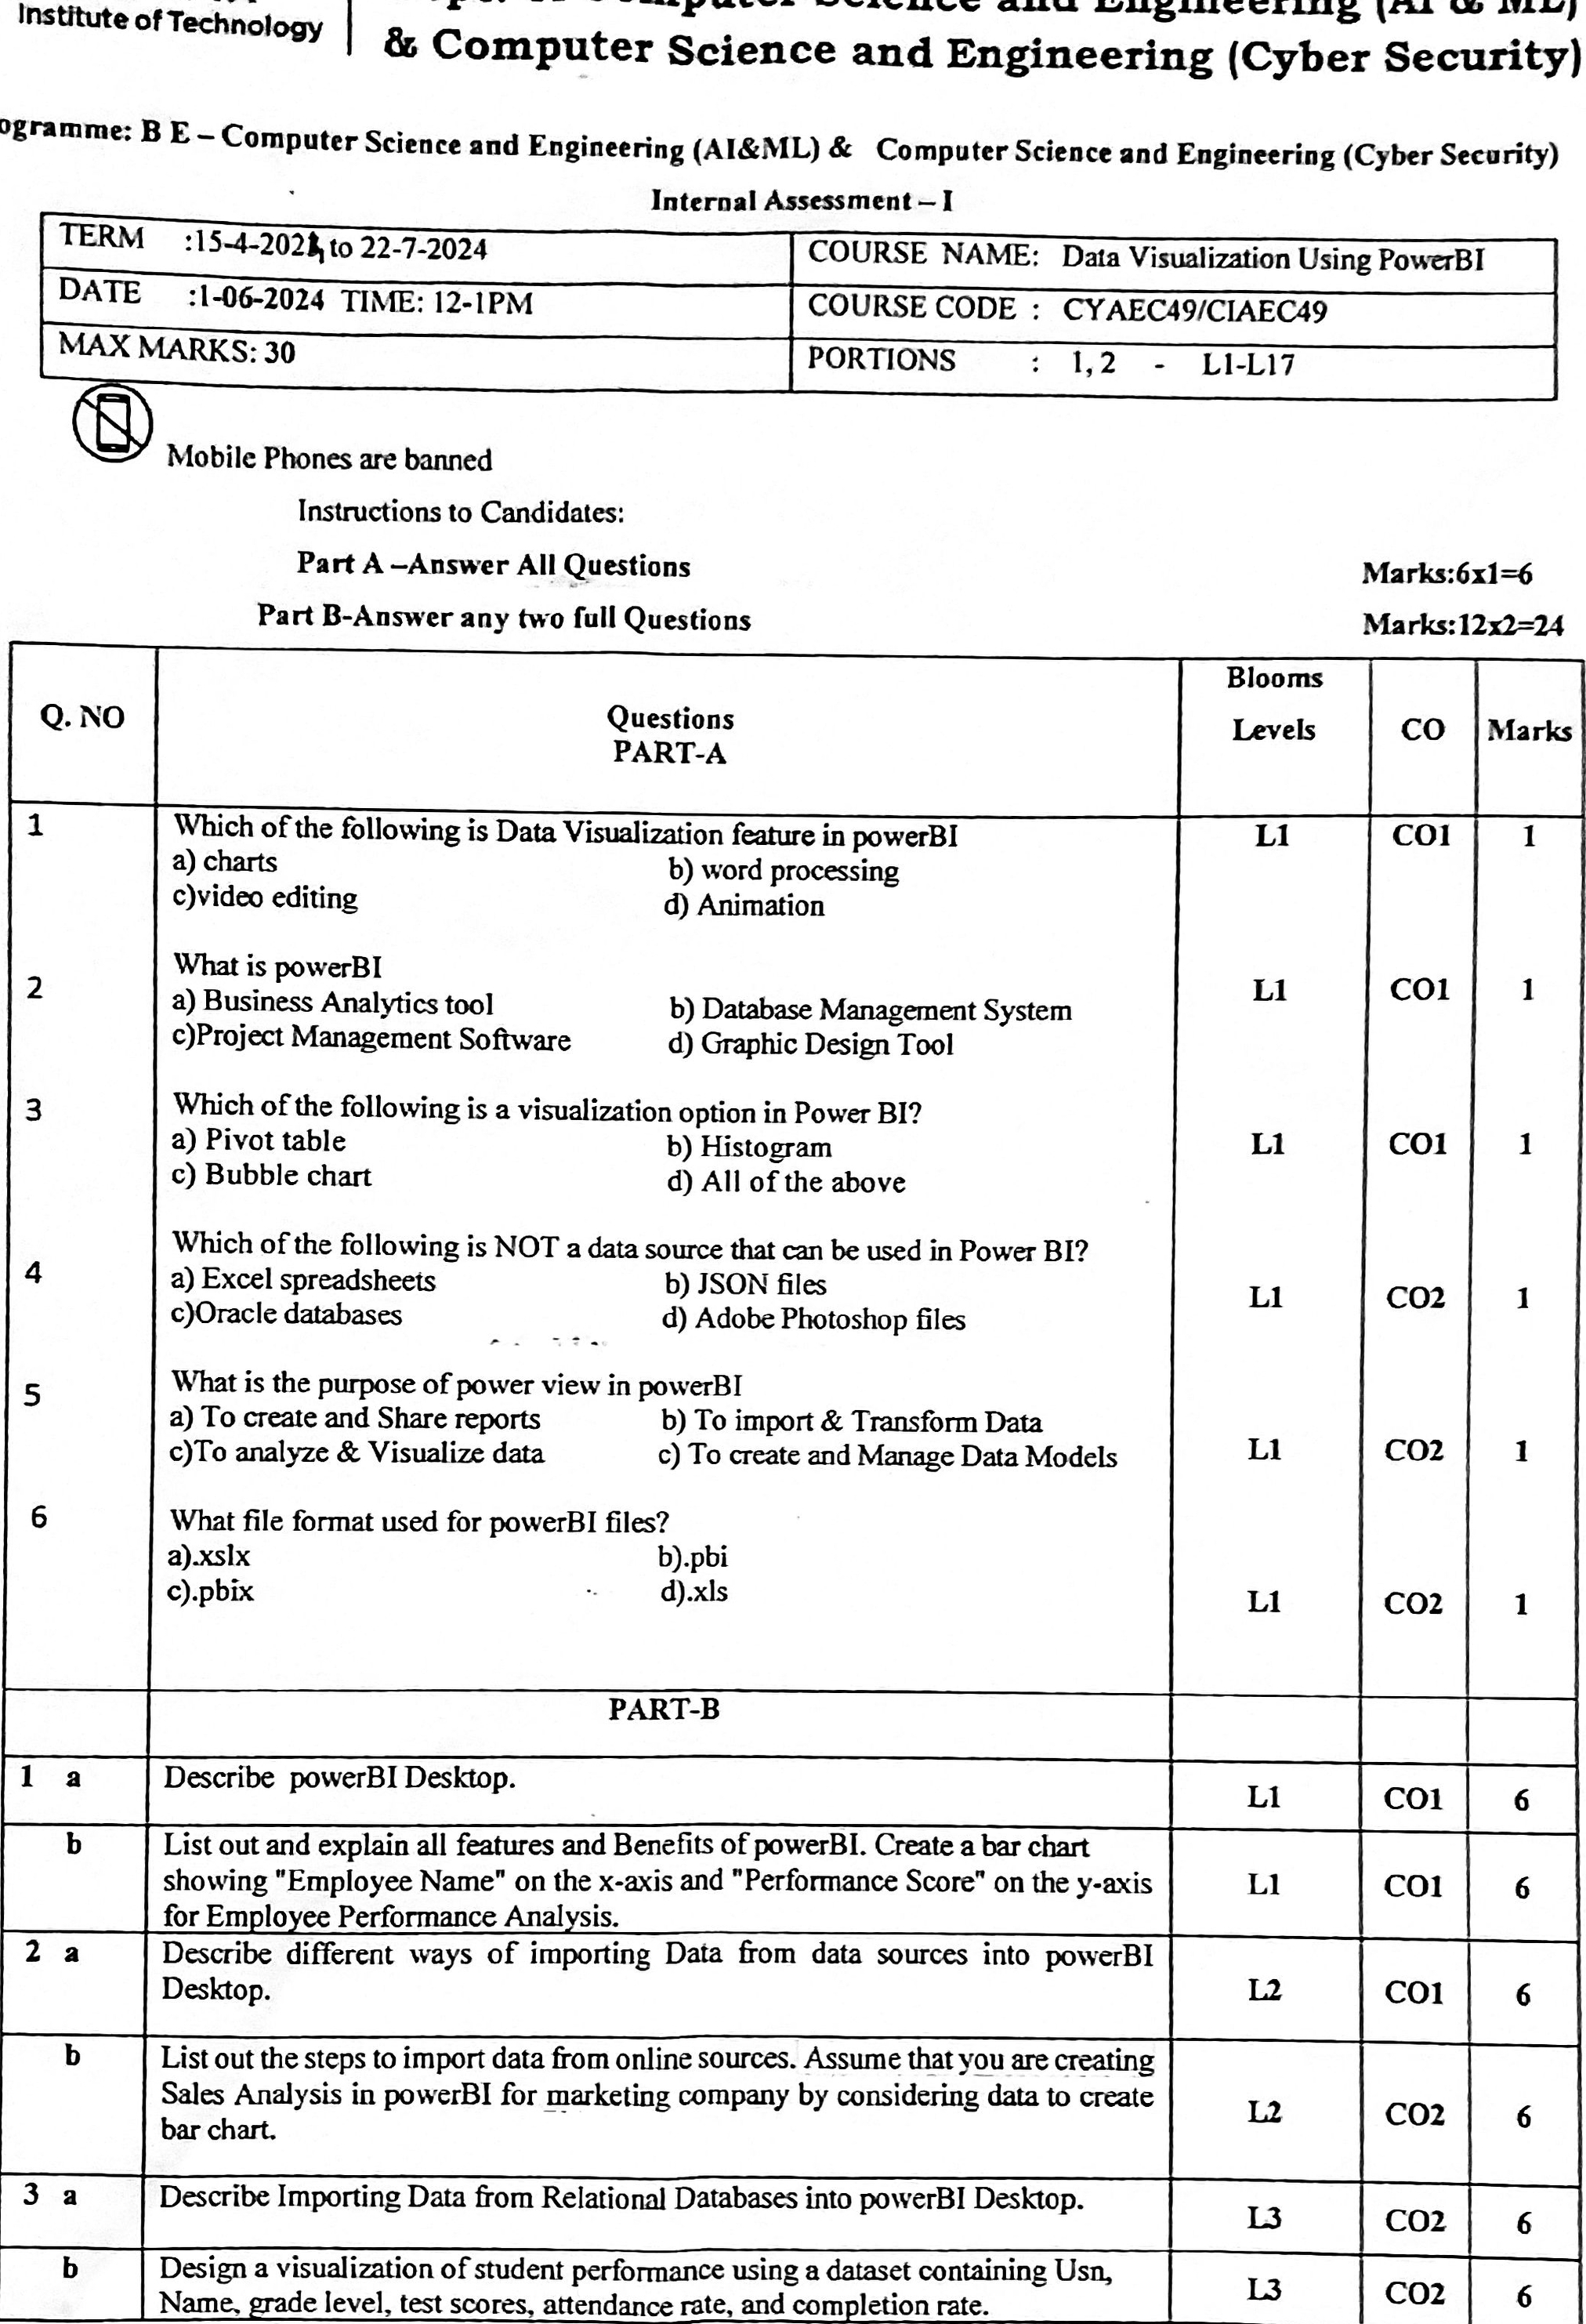 Institute of Technology
Computer Science and Engineering (AI & ML)
& Computer Science and Engineering (Cyber Security)
ogramme: B E – Computer Science and Engineering (AI&ML) & Computer Science and Engineering (Cyber Security)
Internal Assessment – I
TERM :15-4-202 to 22-7-2024
COURSE NAME: Data Visualization Using PowerBI
DATE :1-06-2024 TIME: 12-1PM
COURSE CODE : CYAEC49/CIAEC49
MAX MARKS: 30
PORTIONS : 1, 2 - L1-L17
Mobile Phones are banned
Instructions to Candidates:
Part A –Answer All Questions Marks:6x1=6
Part B-Answer any two full Questions Marks:12x2=24
Q. NO Questions PART-A Blooms Levels CO Marks
1 Which of the following is Data Visualization feature in powerBI L1 CO1 1
a) charts b) word processing
c)video editing d) Animation
What is powerBI
2 a) Business Analytics tool b) Database Management System L1 CO1 1
c)Project Management Software d) Graphic Design Tool
3 Which of the following is a visualization option in Power BI?
a) Pivot table b) Histogram L1 CO1 1
c) Bubble chart d) All of the above
Which of the following is NOT a data source that can be used in Power BI?
4 a) Excel spreadsheets b) JSON files L1 CO2 1
c)Oracle databases d) Adobe Photoshop files
5 What is the purpose of power view in powerBI
a) To create and Share reports b) To import & Transform Data
c)To analyze & Visualize data c) To create and Manage Data Models L1 CO2 1
6 What file format used for powerBI files?
a).xslx b).pbi
c).pbix d).xls L1 CO2 1
PART-B
1 a Describe powerBI Desktop. L1 CO1 6
b List out and explain all features and Benefits of powerBI. Create a bar chart
showing "Employee Name" on the x-axis and "Performance Score" on the y-axis L1 CO1 6
for Employee Performance Analysis.
2 a Describe different ways of importing Data from data sources into powerBI
Desktop. L2 CO1 6
b List out the steps to import data from online sources. Assume that you are creating
Sales Analysis in powerBI for marketing company by considering data to create L2 CO2 6
bar chart.
3 a Describe Importing Data from Relational Databases into powerBI Desktop. L3 CO2 6
b Design a visualization of student performance using a dataset containing Usn,
Name, grade level, test scores, attendance rate, and completion rate. L3 CO2 6